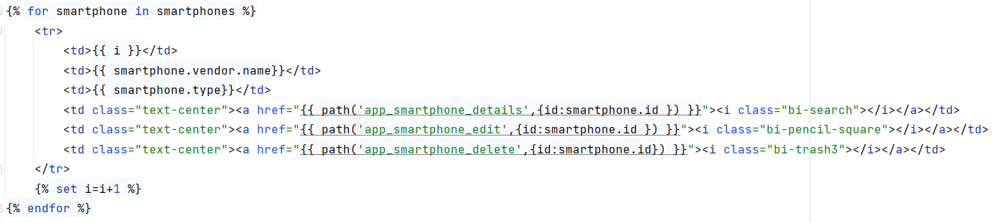 {% for smartphone in smartphones %}
    <tr>
        <td>{{ i }}</td>
        <td>{{ smartphone.vendor.name}}</td>
        <td>{{ smartphone.type}}</td>
        <td class="text-center"><a href="{{ path('app_smartphone_details',{id:smartphone.id }) }}"><i class="bi-search"></i></a></td>
        <td class="text-center"><a href="{{ path('app_smartphone_edit',{id:smartphone.id }) }}"><i class="bi-pencil-square"></i></a></td>
        <td class="text-center"><a href="{{ path('app_smartphone_delete',{id:smartphone.id}) }}"><i class="bi-trash3"></i></a></td>
    </tr>
    {% set i=i+1 %}
{% endfor %}